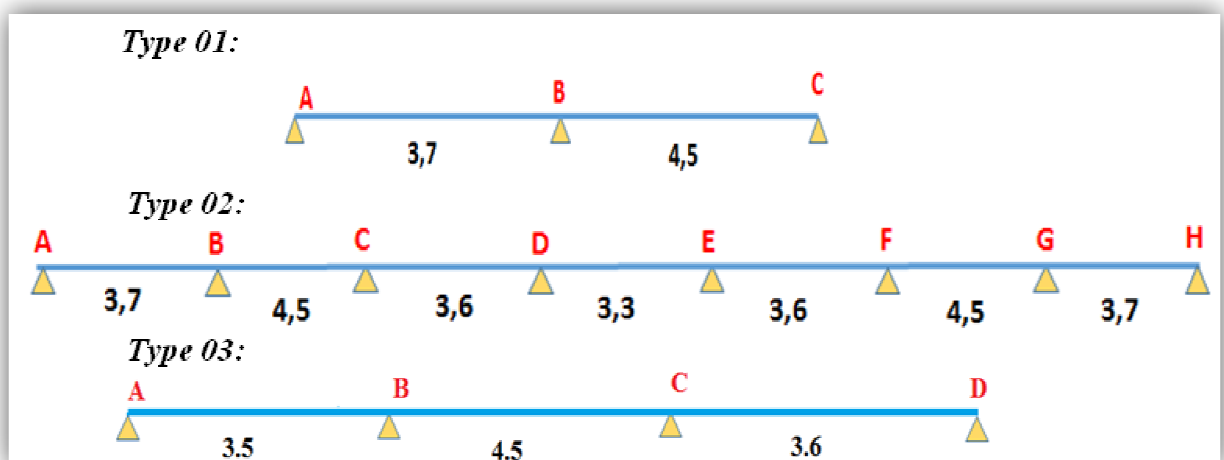 Type 01:
A B C
3,7 4,5
Type 02:
A B C D E F G H
3,7 4,5 3,6 3,3 3,6 4,5 3,7
Type 03:
A B C D
3.5 4.5 3.6